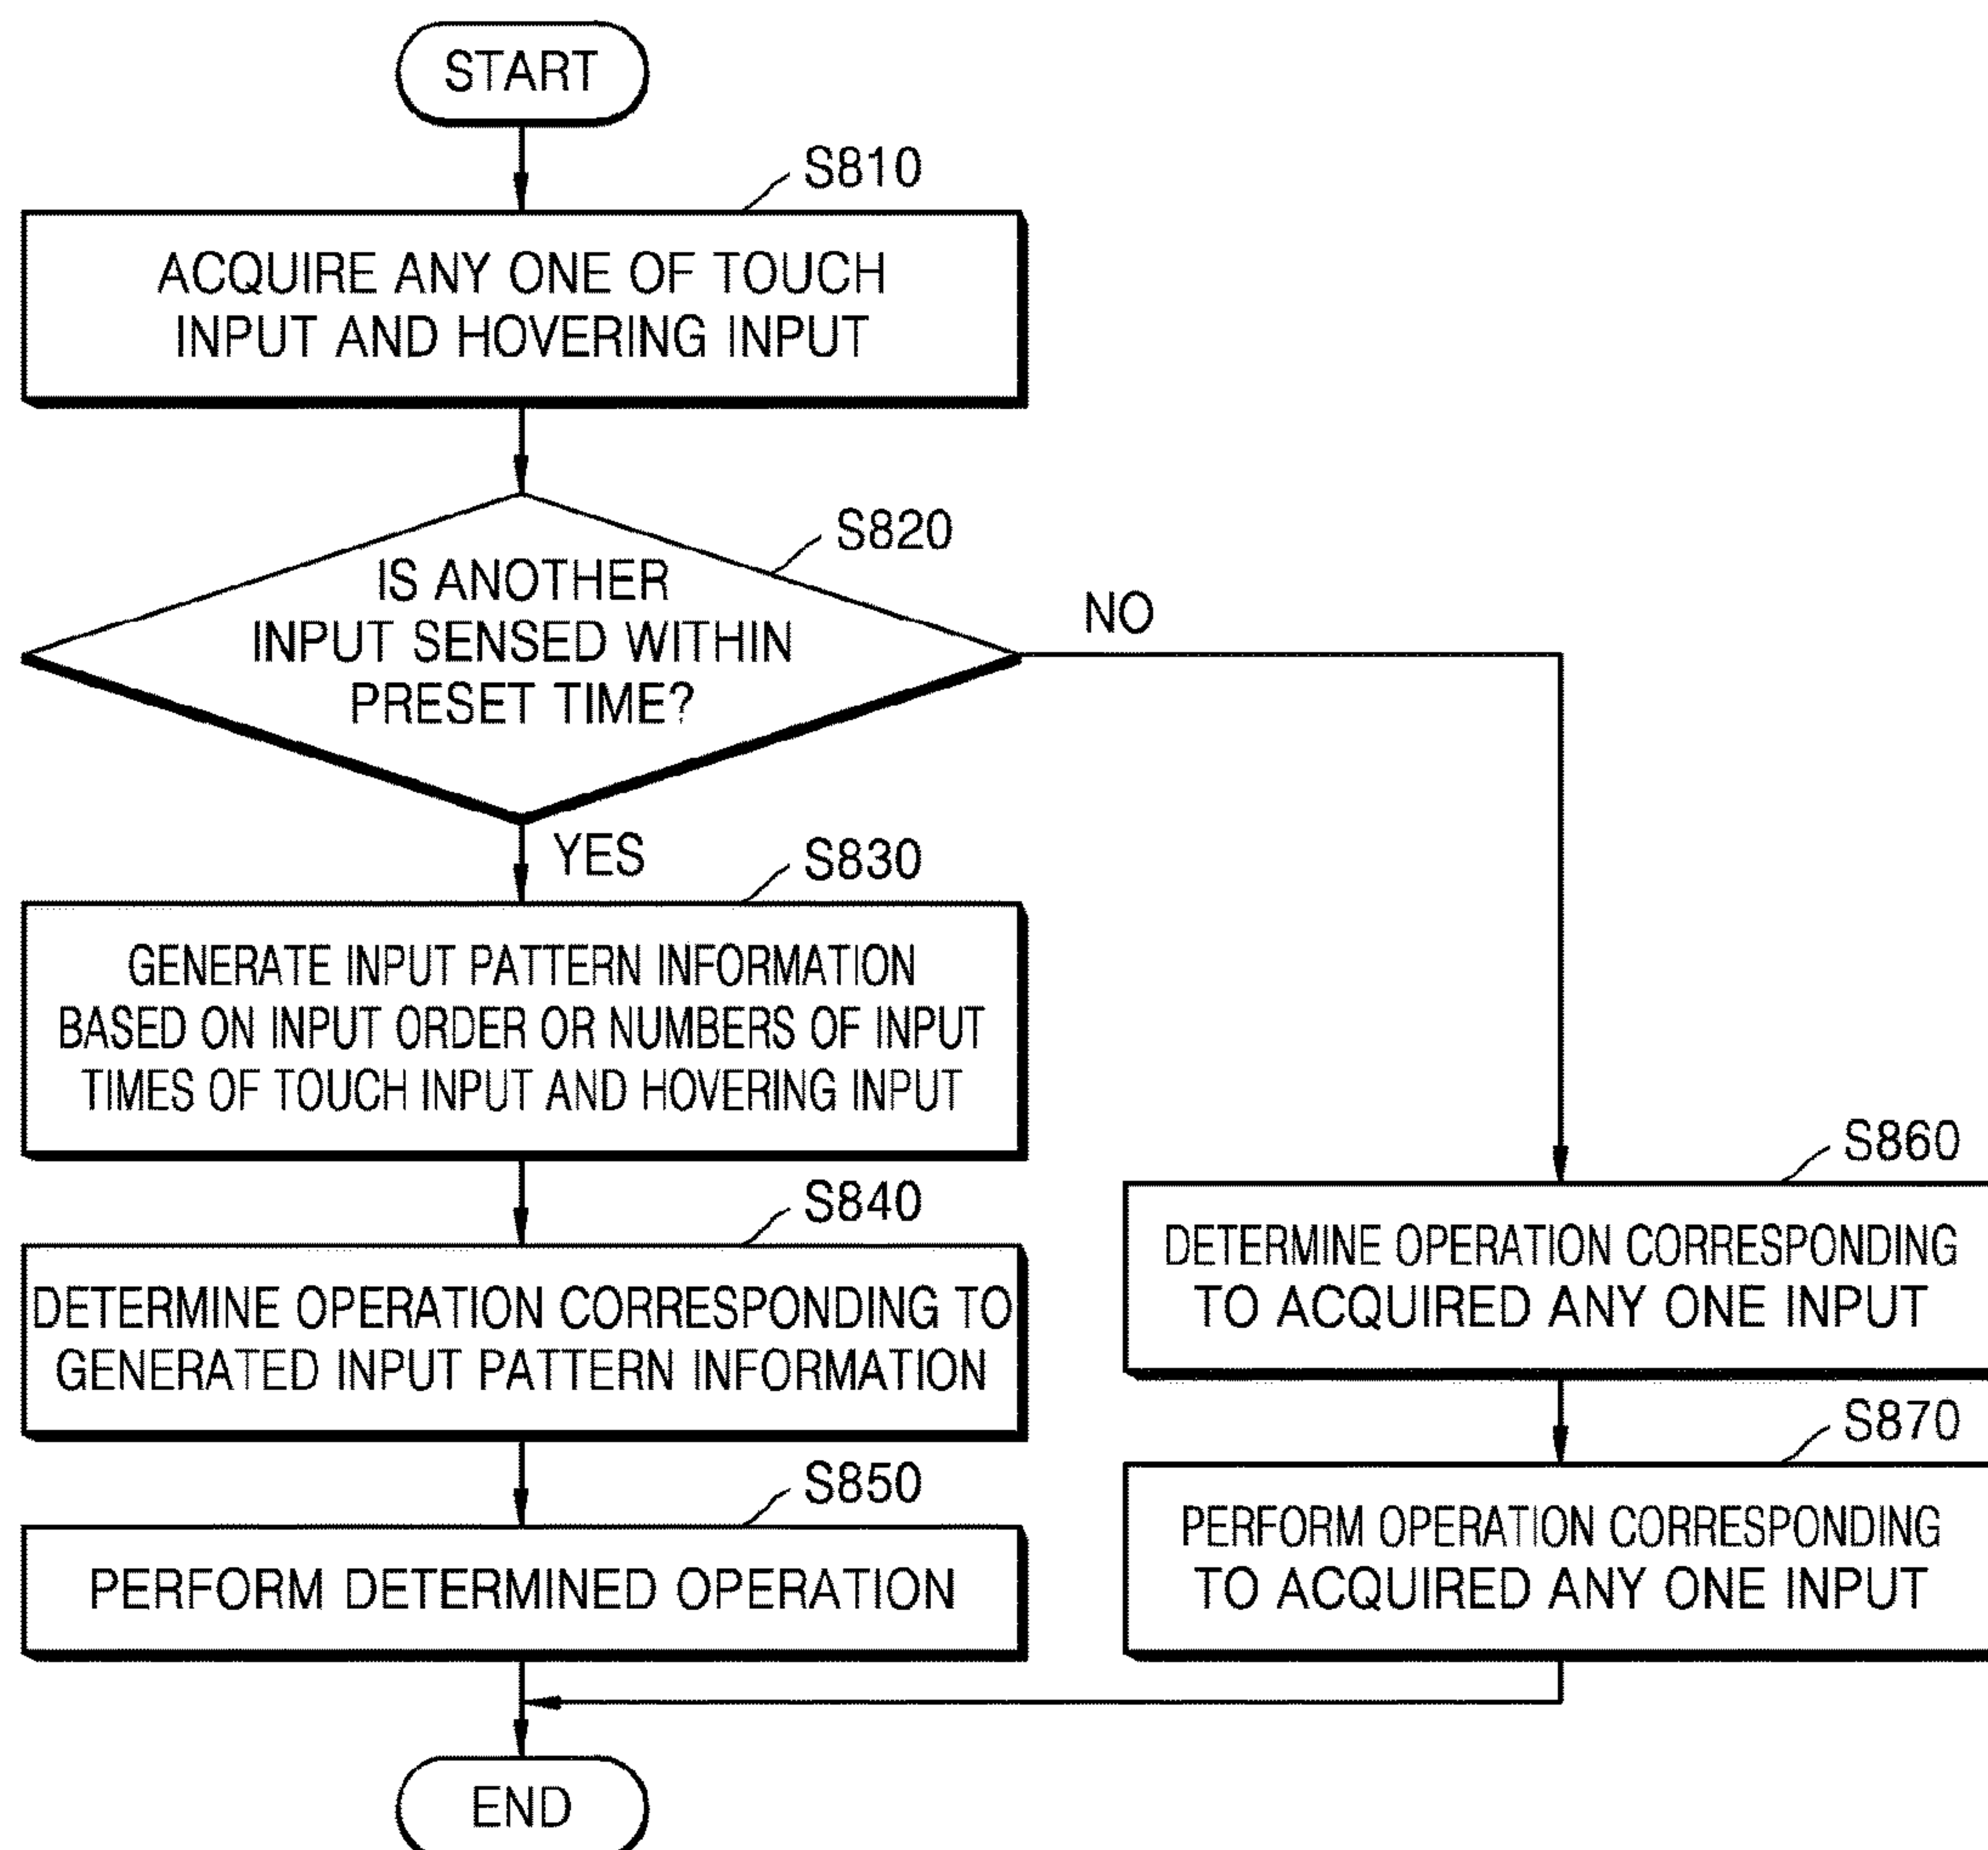 START
S810
ACQUIRE ANY ONE OF TOUCH
INPUT AND HOVERING INPUT
S820
IS ANOTHER
INPUT SENSED WITHIN
PRESET TIME?
NO
YES
S830
GENERATE INPUT PATTERN INFORMATION
BASED ON INPUT ORDER OR NUMBERS OF INPUT
TIMES OF TOUCH INPUT AND HOVERING INPUT
S840
DETERMINE OPERATION CORRESPONDING TO
GENERATED INPUT PATTERN INFORMATION
S850
PERFORM DETERMINED OPERATION
S860
DETERMINE OPERATION CORRESPONDING
TO ACQUIRED ANY ONE INPUT
S870
PERFORM OPERATION CORRESPONDING
TO ACQUIRED ANY ONE INPUT
END